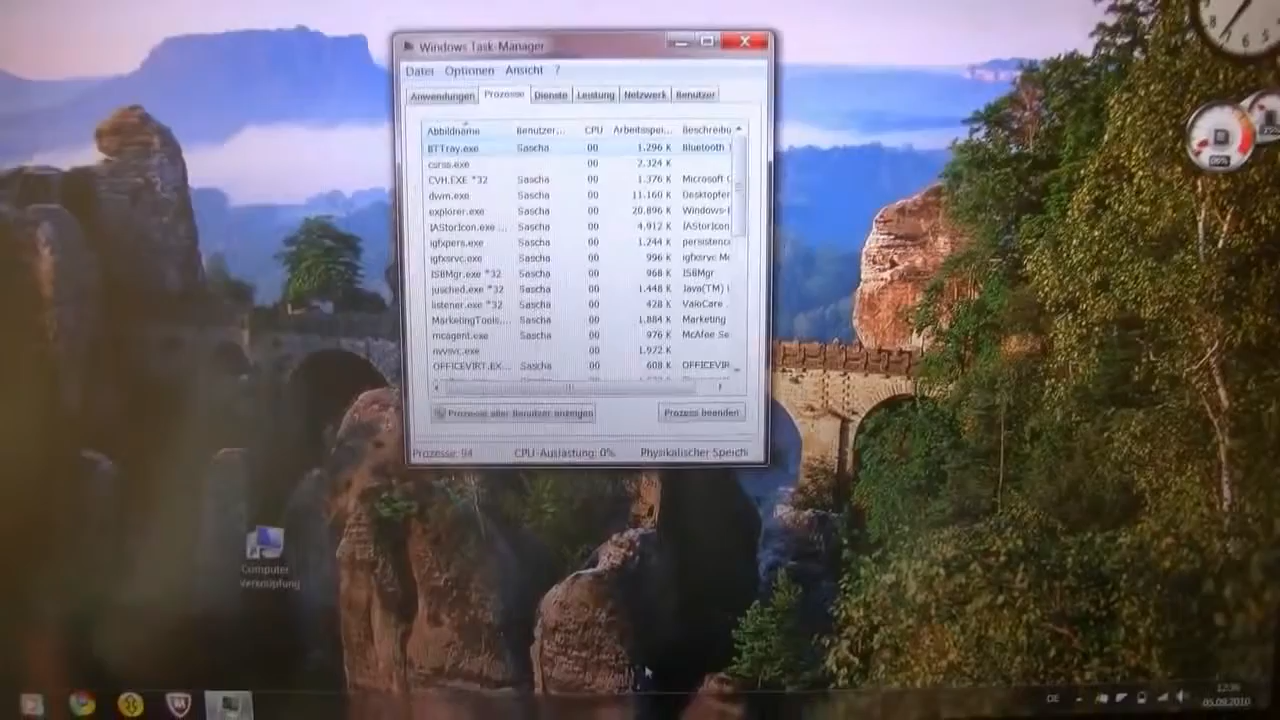 Windows Task-Manager
Datei Optionen Ansicht ?
Anwendungen Prozesse Dienste Leistung Netzwerk Benutzer
Abbildname Benutzer... CPU Arbeitsspei... Beschreibu
BTTray.exe Sascha 00 1.296 K Bluetooth
csrss.exe 00 2.324 K
CVH.EXE *32 Sascha 00 1.376 K Microsoft
dwm.exe Sascha 00 11.160 K Desktopfen
explorer.exe Sascha 00 20.896 K Windows-
IAStorIcon.exe ... Sascha 00 4.912 K IAStorIcon
igfxpers.exe Sascha 00 1.244 K persistence
igfxsrvc.exe Sascha 00 996 K igfxsrvc
ISBMgr.exe *32 Sascha 00 968 K ISBMgr
jusched.exe *32 Sascha 00 1.448 K Java(TM)
listener.exe *32 Sascha 00 428 K VaioCare
MarketingTools.... Sascha 00 1.884 K Marketing
mcagent.exe Sascha 00 976 K McAfee Se
nvvsvc.exe 00 1.972 K
OFFICEVIRT.EX... Sascha 00 608 K OFFICEVIR
Prozesse aller Benutzer anzeigen Prozess beenden
Prozesse: 94 CPU-Auslastung: 0% Physikalischer Speich
Computer
verknüpfung
DE 12:36
05.09.2010